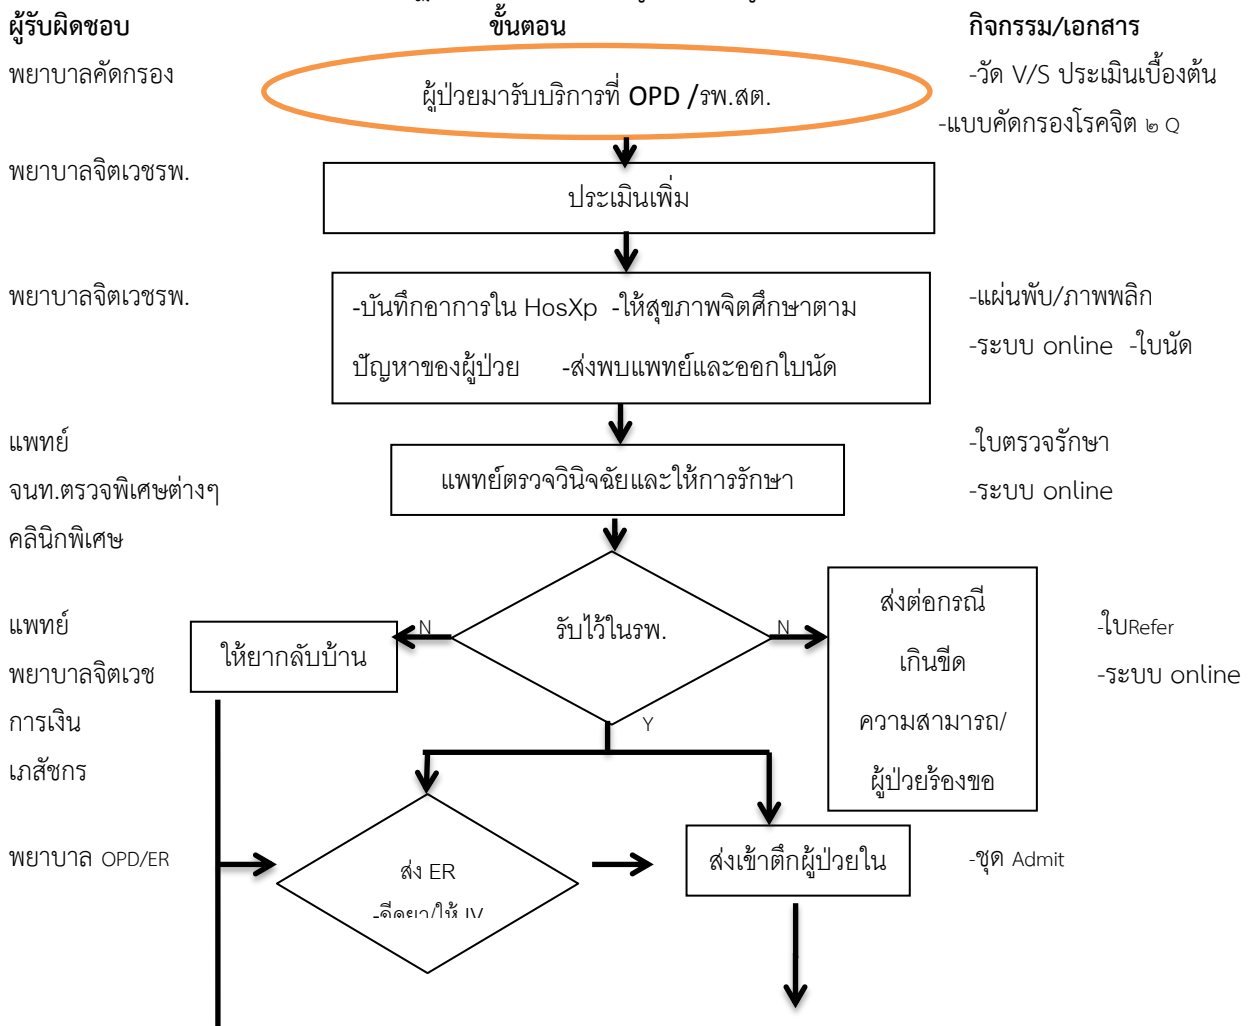 ผู้รับผิดชอบ ขั้นตอน กิจกรรม/เอกสาร
พยาบาลคัดกรอง
ผู้ป่วยมารับบริการที่ OPD /รพ.สต.
-วัด V/S ประเมินเบื้องต้น
-แบบคัดกรองโรคจิต ๒ Q
พยาบาลจิตเวชรพ.
ประเมินเพิ่ม
พยาบาลจิตเวชรพ.
-บันทึกอาการใน HosXp -ให้สุขภาพจิตศึกษาตาม
ปัญหาของผู้ป่วย -ส่งพบแพทย์และออกใบนัด
-แผ่นพับ/ภาพพลิก
-ระบบ online -ใบนัด
แพทย์
จนท.ตรวจพิเศษต่างๆ
คลินิกพิเศษ
แพทย์ตรวจวินิจฉัยและให้การรักษา
-ใบตรวจรักษา
-ระบบ online
แพทย์
พยาบาลจิตเวช
การเงิน
เภสัชกร
ให้ยากลับบ้าน
N
รับไว้ในรพ.
N
Y
ส่งต่อกรณี
เกินขีด
ความสามารถ/
ผู้ป่วยร้องขอ
-ใบRefer
-ระบบ online
พยาบาล OPD/ER
ส่ง ER
-ฉีดยา/ให้ IV
ส่งเข้าตึกผู้ป่วยใน
-ชุด Admit